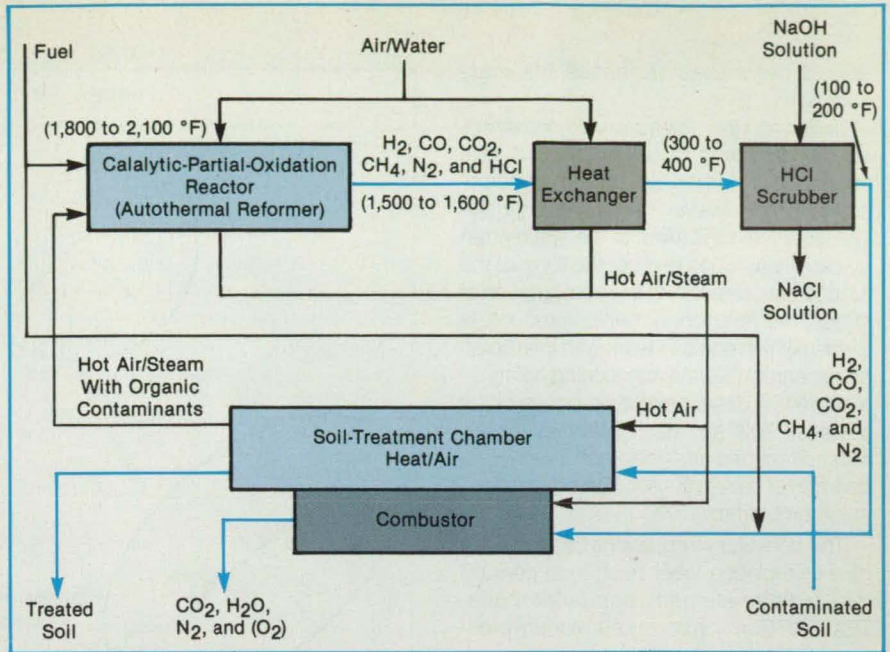 Fuel
Air/Water
NaOH
Solution
(1,800 to 2,100 °F)
(100 to
200 °F)
Calalytic-Partial-Oxidation
Reactor
(Autothermal Reformer)
H2, CO, CO2,
CH4, N2, and HCl
(1,500 to 1,600 °F)
Heat
Exchanger
(300 to
400 °F)
HCl
Scrubber
Hot Air/Steam
NaCl
Solution
Hot Air/Steam
With Organic
Contaminants
Hot Air
H2,
CO,
CO2,
CH4, and
N2
Soil-Treatment Chamber
Heat/Air
Combustor
Treated
Soil
CO2, H2O,
N2, and (O2)
Contaminated
Soil